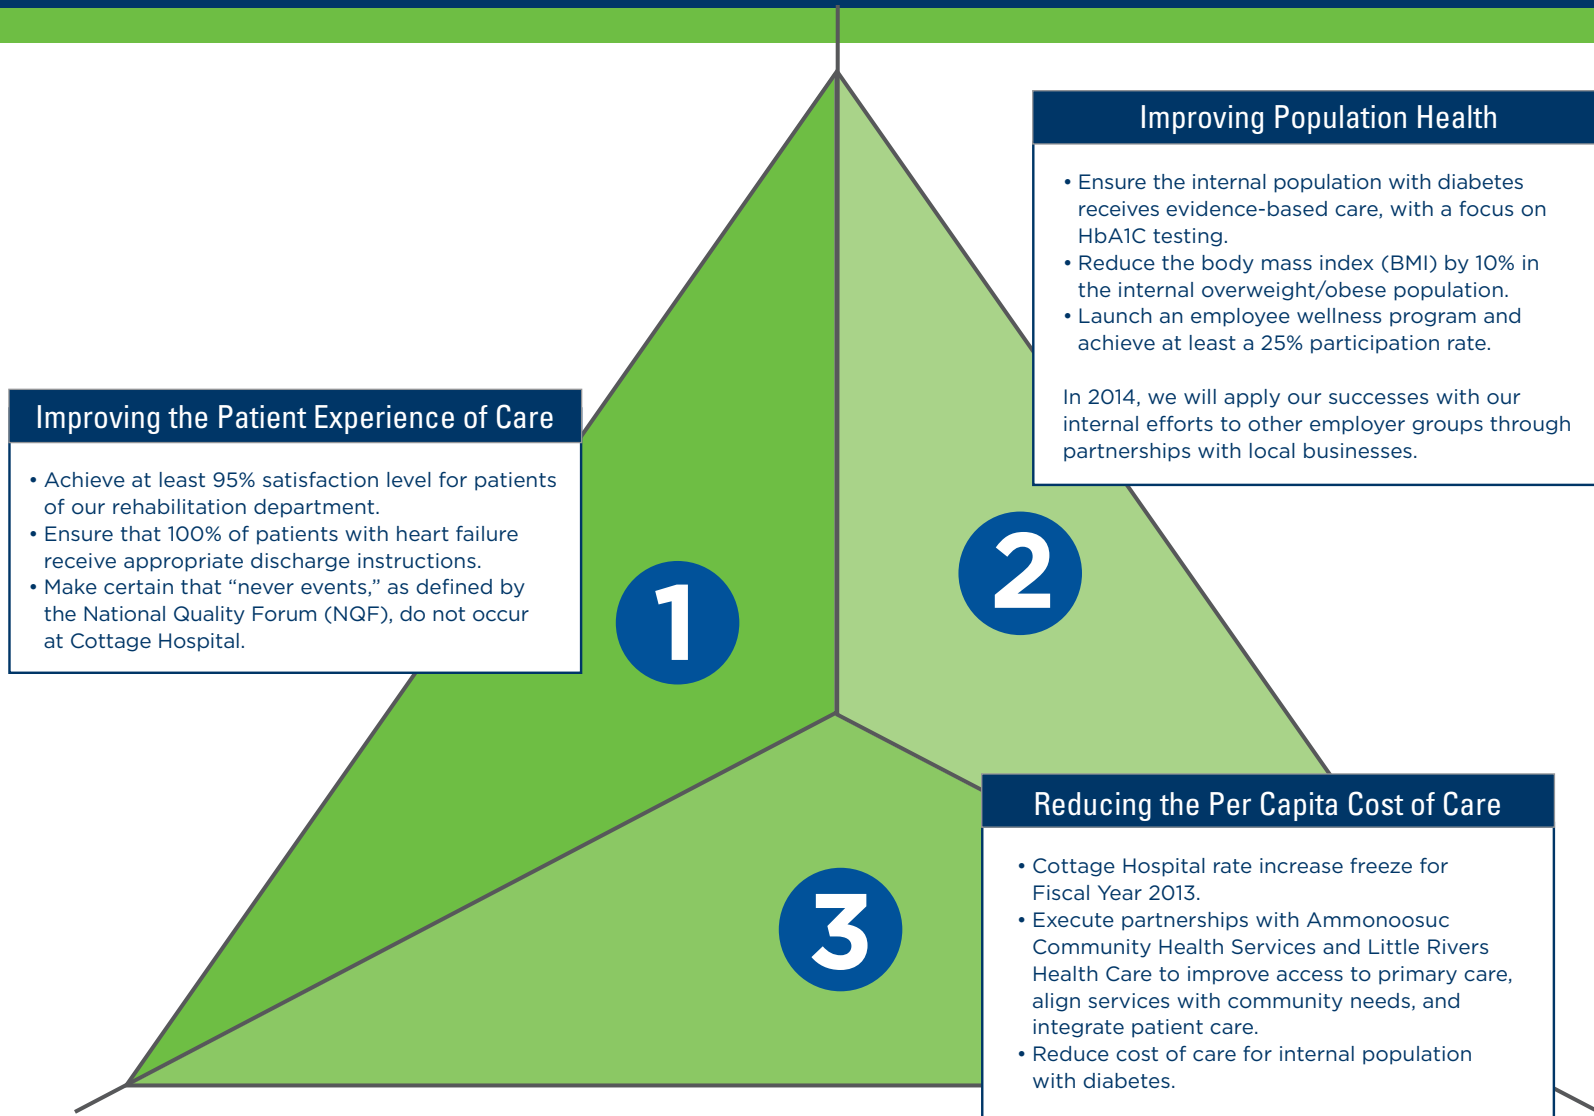 Improving Population Health
• Ensure the internal population with diabetes
receives evidence-based care, with a focus on
HbA1C testing.
• Reduce the body mass index (BMI) by 10% in
the internal overweight/obese population.
• Launch an employee wellness program and
achieve at least a 25% participation rate.
In 2014, we will apply our successes with our
internal efforts to other employer groups through
partnerships with local businesses.
Improving the Patient Experience of Care
• Achieve at least 95% satisfaction level for patients
of our rehabilitation department.
• Ensure that 100% of patients with heart failure
receive appropriate discharge instructions.
• Make certain that “never events,” as defined by
the National Quality Forum (NQF), do not occur
at Cottage Hospital.
1
2
3
Reducing the Per Capita Cost of Care
• Cottage Hospital rate increase freeze for
Fiscal Year 2013.
• Execute partnerships with Ammonoosuc
Community Health Services and Little Rivers
Health Care to improve access to primary care,
align services with community needs, and
integrate patient care.
• Reduce cost of care for internal population
with diabetes.